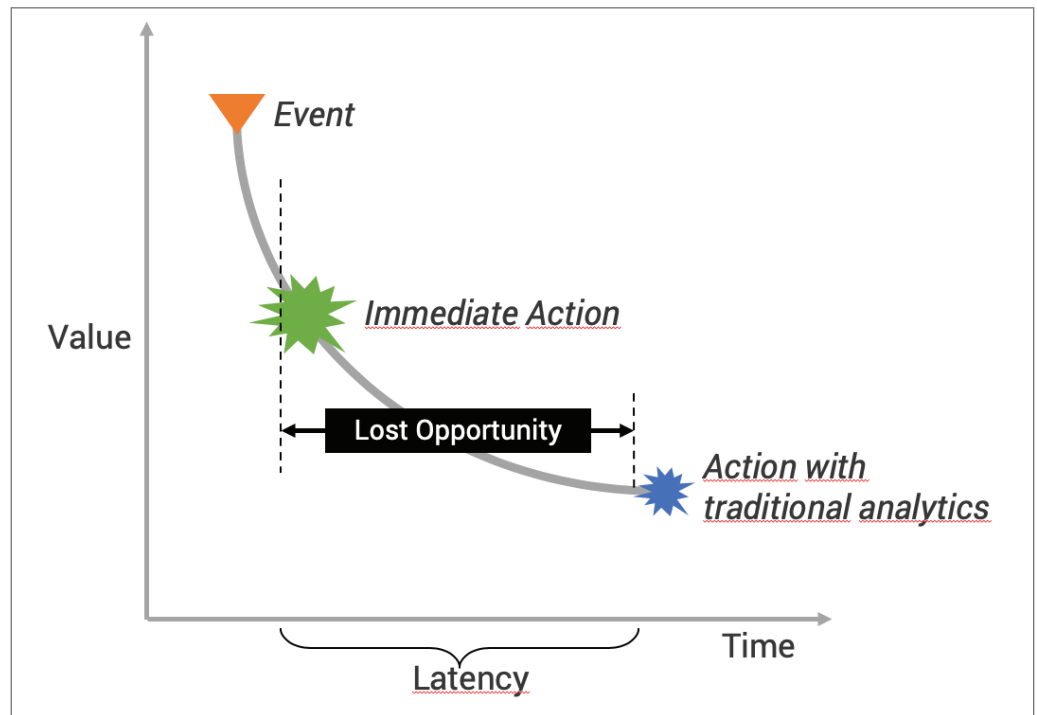 Event
Immediate Action
Value
Lost Opportunity
Action with
traditional analytics
Time
Latency